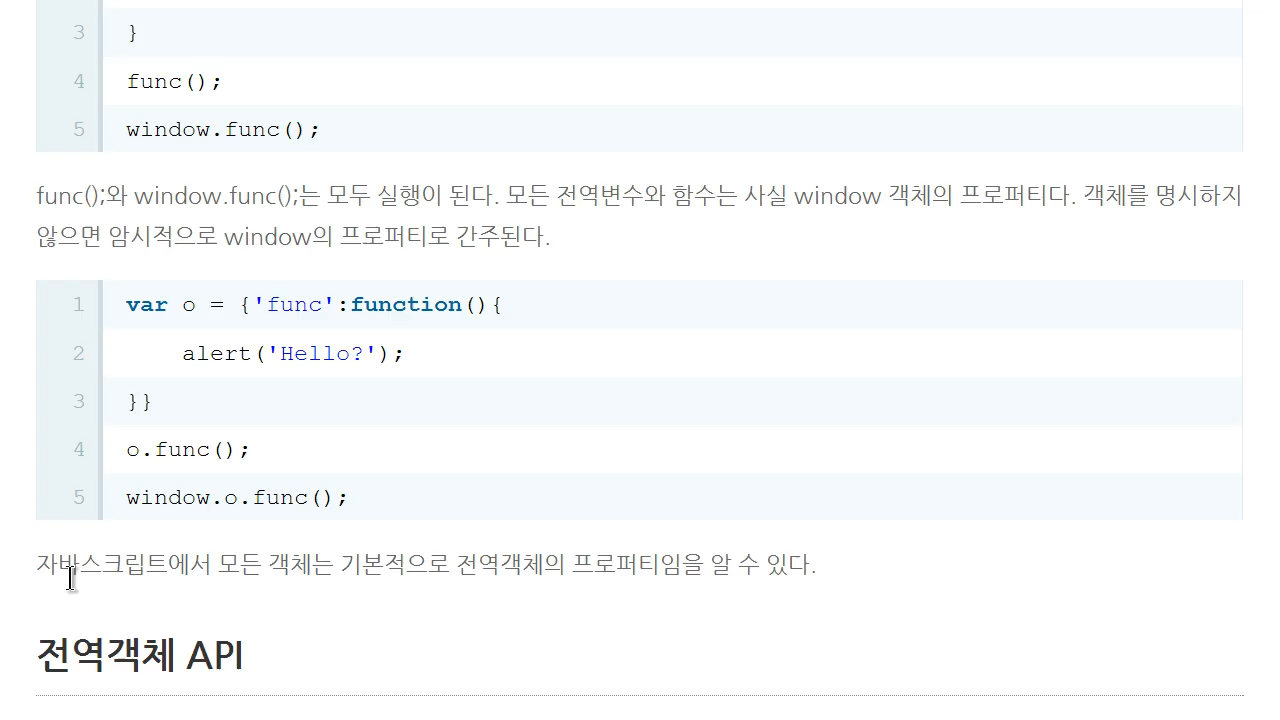 3 }
4 func();
5 window.func();
func();와 window.func();는 모두 실행이 된다. 모든 전역변수와 함수는 사실 window 객체의 프로퍼티다. 객체를 명시하지
않으면 암시적으로 window의 프로퍼티로 간주된다.
1 var o = {'func':function(){
2     alert('Hello?');
3 }}
4 o.func();
5 window.o.func();
자바스크립트에서 모든 객체는 기본적으로 전역객체의 프로퍼티임을 알 수 있다.
전역객체 API